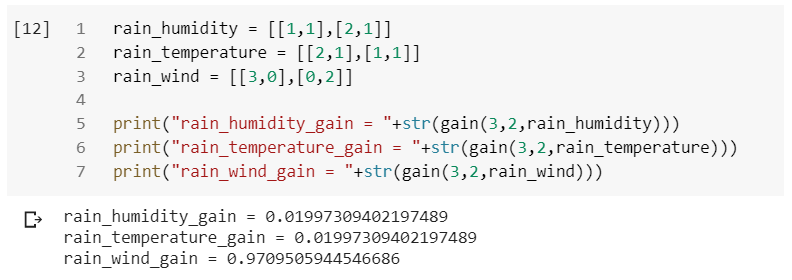 [12] 1 rain_humidity = [[1,1],[2,1]]
2 rain_temperature = [[2,1],[1,1]]
3 rain_wind = [[3,0],[0,2]]
4
5 print("rain_humidity_gain = "+str(gain(3,2,rain_humidity)))
6 print("rain_temperature_gain = "+str(gain(3,2,rain_temperature)))
7 print("rain_wind_gain = "+str(gain(3,2,rain_wind)))
rain_humidity_gain = 0.01997309402197489
rain_temperature_gain = 0.01997309402197489
rain_wind_gain = 0.9709505944546686